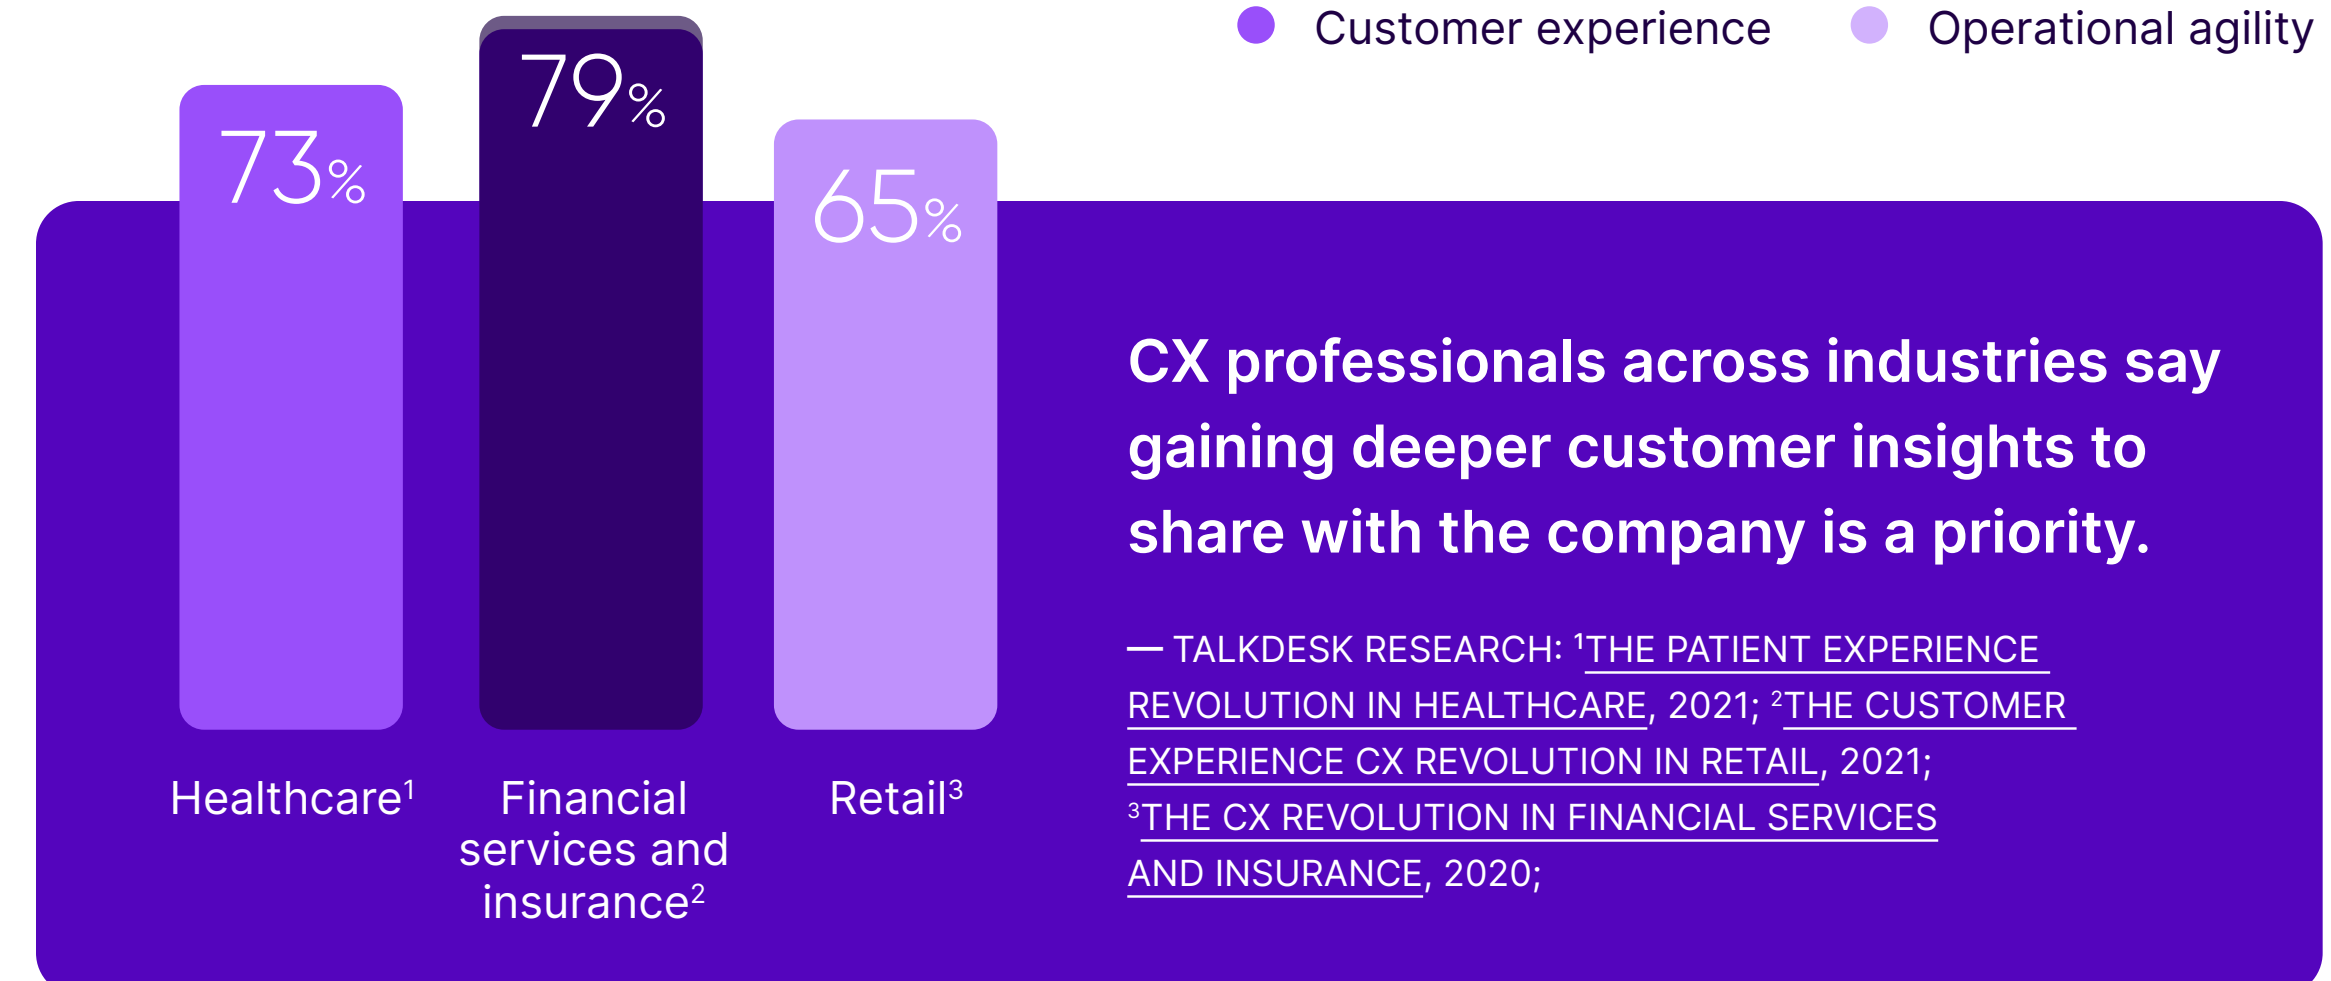 Customer experience
Operational agility
73%
79%
65%
Healthcare¹
Financial
services and
insurance²
Retail³
CX professionals across industries say
gaining deeper customer insights to
share with the company is a priority.
— TALKDESK RESEARCH: ¹THE PATIENT EXPERIENCE
REVOLUTION IN HEALTHCARE, 2021; ²THE CUSTOMER
EXPERIENCE CX REVOLUTION IN RETAIL, 2021;
³THE CX REVOLUTION IN FINANCIAL SERVICES
AND INSURANCE, 2020;